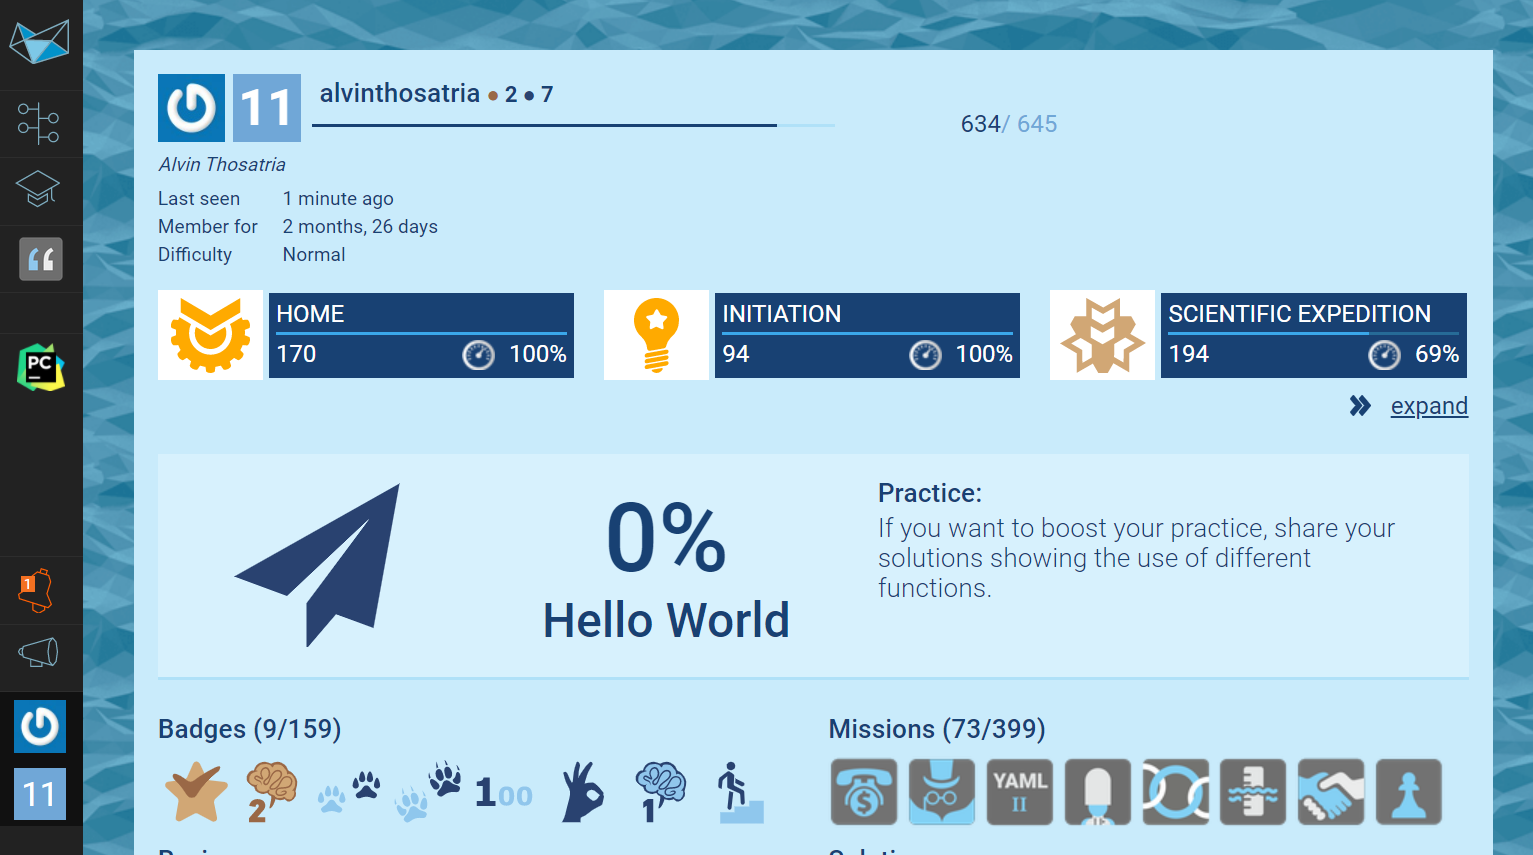 alvinthosatria ● 2 ● 7
11
634/ 645
Alvin Thosatria
Last seen 1 minute ago
Member for 2 months, 26 days
Difficulty Normal
HOME
170 100%
INITIATION
94 100%
SCIENTIFIC EXPEDITION
194 69%
expand
PC
0%
Hello World
Practice:
If you want to boost your practice, share your
solutions showing the use of different
functions.
1
11
Badges (9/159)
2
100
1
Missions (73/399)
$
YAML
II